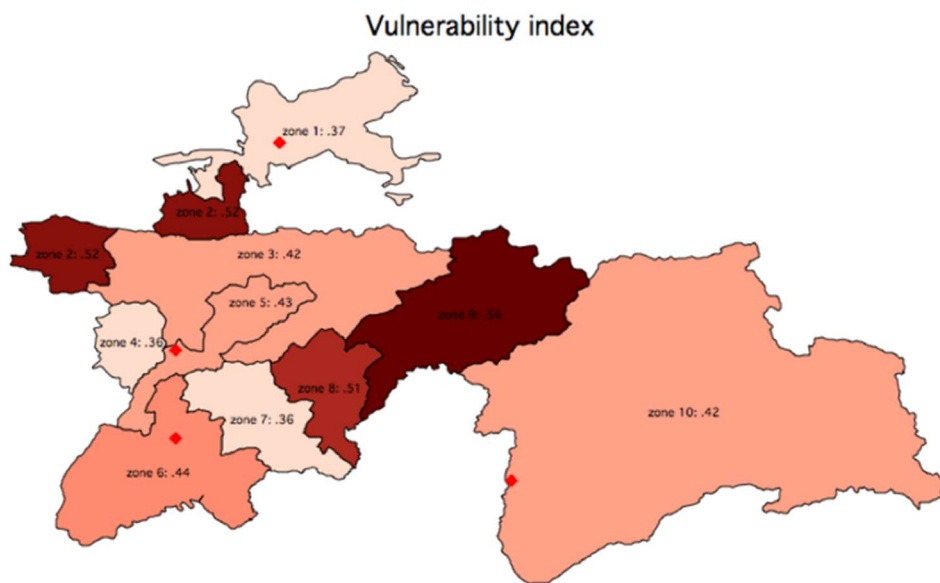 Vulnerability index
zone 1: .37
zone 2: .52
zone 2: .52
zone 3: .42
zone 5: .43
zone 9: .56
zone 4: .36
zone 8: .51
zone 10: .42
zone 7: .36
zone 6: .44